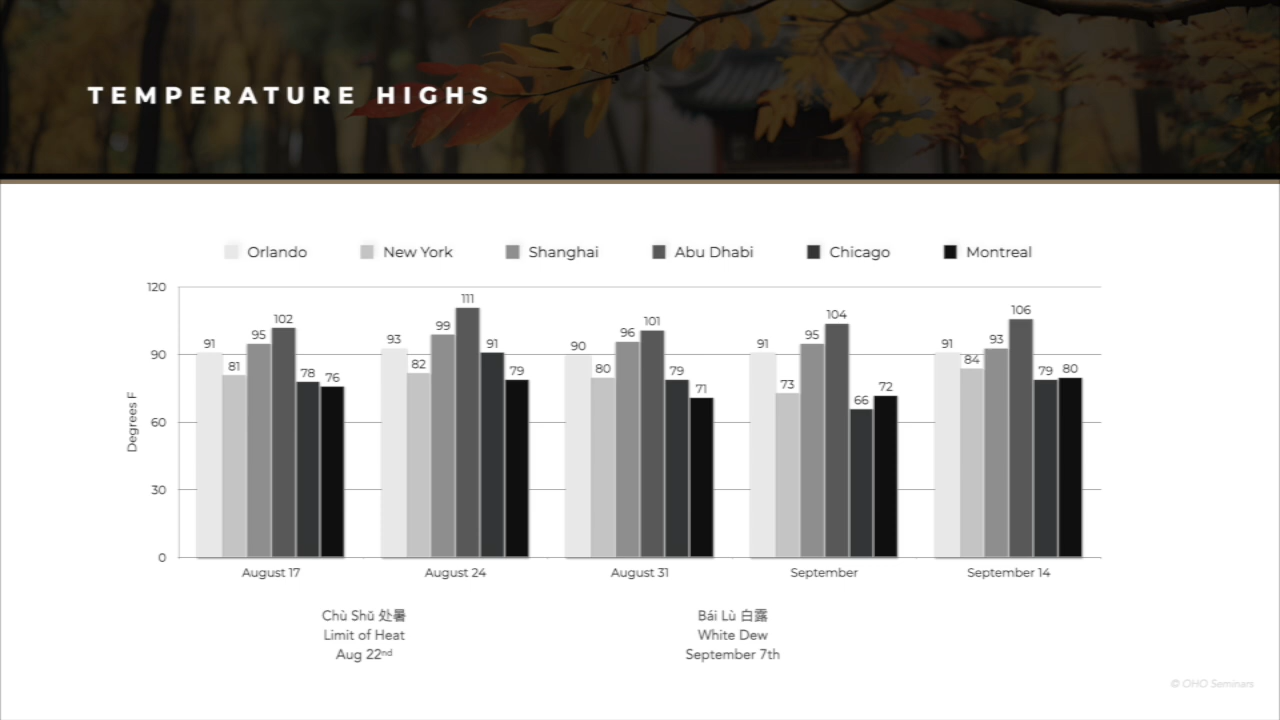 TEMPERATURE HIGHS
Orlando New York Shanghai Abu Dhabi Chicago Montreal
120
90
60
30
0
Degrees F
91 81 95 102 78 76
93 82 99 111 91 79
90 80 96 101 79 71
91 73 95 104 66 72
91 84 93 106 79 80
August 17 August 24 August 31 September September 14
Chù Shǔ 处暑
Limit of Heat
Aug 22nd
Bái Lù 白露
White Dew
September 7th
© OHO Seminars